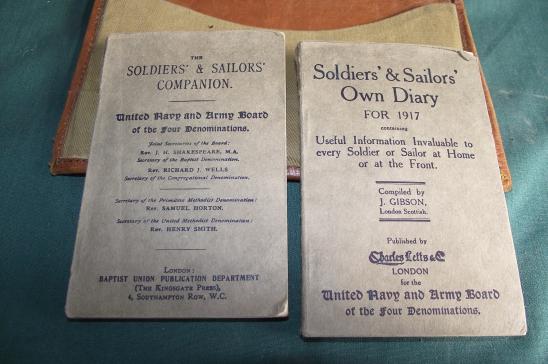 THE
SOLDIERS' & SAILORS'
COMPANION.
United Navy and Army Board
of the Four Denominations.
Joint Secretaries of the Board:
Rev. J. H. SHAKESPEARE, M.A.
Secretary of the Baptist Denomination.
Rev. RICHARD J. WELLS
Secretary of the Congregational Denomination.
Secretary of the Primitive Methodist Denomination:
Rev. SAMUEL HORTON.
Secretary of the United Methodist Denomination:
Rev. HENRY SMITH.
LONDON:
BAPTIST UNION PUBLICATION DEPARTMENT
(THE KINGSGATE PRESS),
4, SOUTHAMPTON ROW, W.C.
Soldiers' & Sailors'
Own Diary
FOR 1917
containing
Useful Information Invaluable to
every Soldier or Sailor at Home
or at the Front.
Compiled by
J. GIBSON,
London Scottish.
Published by
Charles Letts & Co
LONDON
for the
United Navy and Army Board
of the Four Denominations.